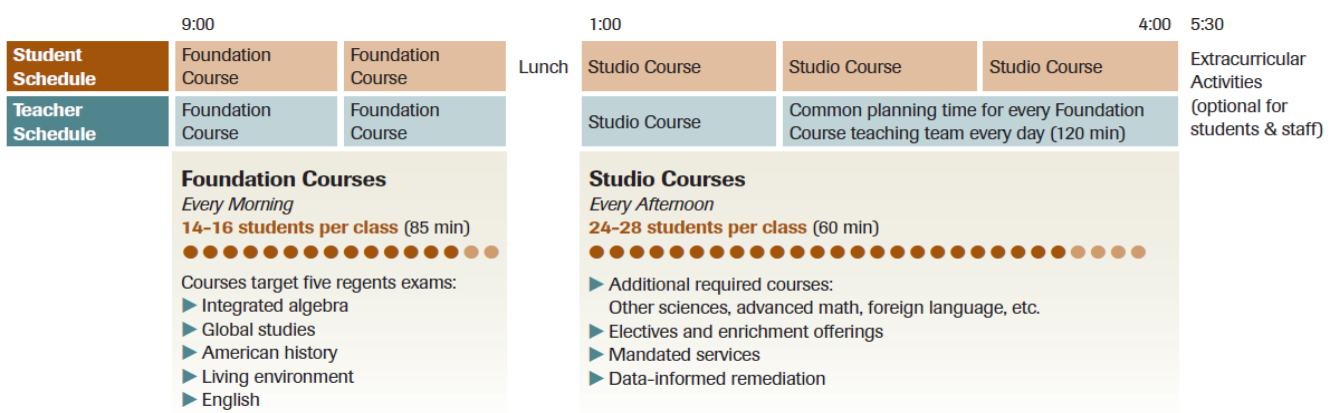 9:00
1:00
4:00
5:30
Student
Schedule
Foundation
Course
Foundation
Course
Lunch
Studio Course
Studio Course
Studio Course
Extracurricular
Activities
(optional for
students & staff)
Teacher
Schedule
Foundation
Course
Foundation
Course
Studio Course
Common planning time for every Foundation
Course teaching team every day (120 min)
Foundation Courses
Every Morning
14-16 students per class (85 min)
Courses target five regents exams:
▶ Integrated algebra
▶ Global studies
▶ American history
▶ Living environment
▶ English
Studio Courses
Every Afternoon
24-28 students per class (60 min)
▶ Additional required courses:
Other sciences, advanced math, foreign language, etc.
▶ Electives and enrichment offerings
▶ Mandated services
▶ Data-informed remediation